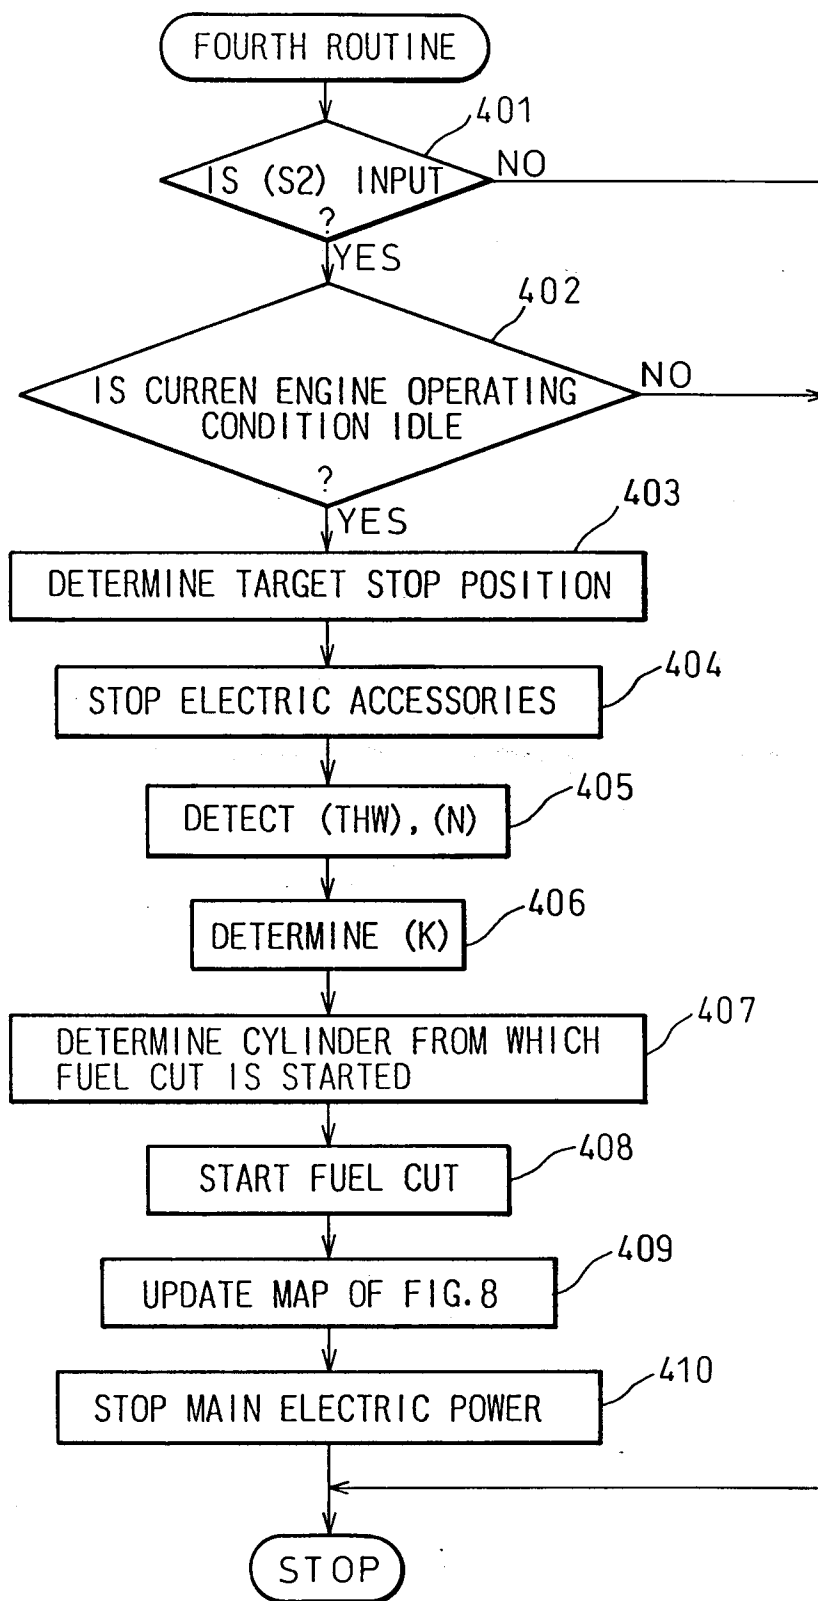 FOURTH ROUTINE
401
IS (S2) INPUT
?
NO
YES
402
IS CURREN ENGINE OPERATING
CONDITION IDLE
?
NO
YES
403
DETERMINE TARGET STOP POSITION
404
STOP ELECTRIC ACCESSORIES
405
DETECT (THW), (N)
406
DETERMINE (K)
407
DETERMINE CYLINDER FROM WHICH
FUEL CUT IS STARTED
408
START FUEL CUT
409
UPDATE MAP OF FIG.8
410
STOP MAIN ELECTRIC POWER
STOP